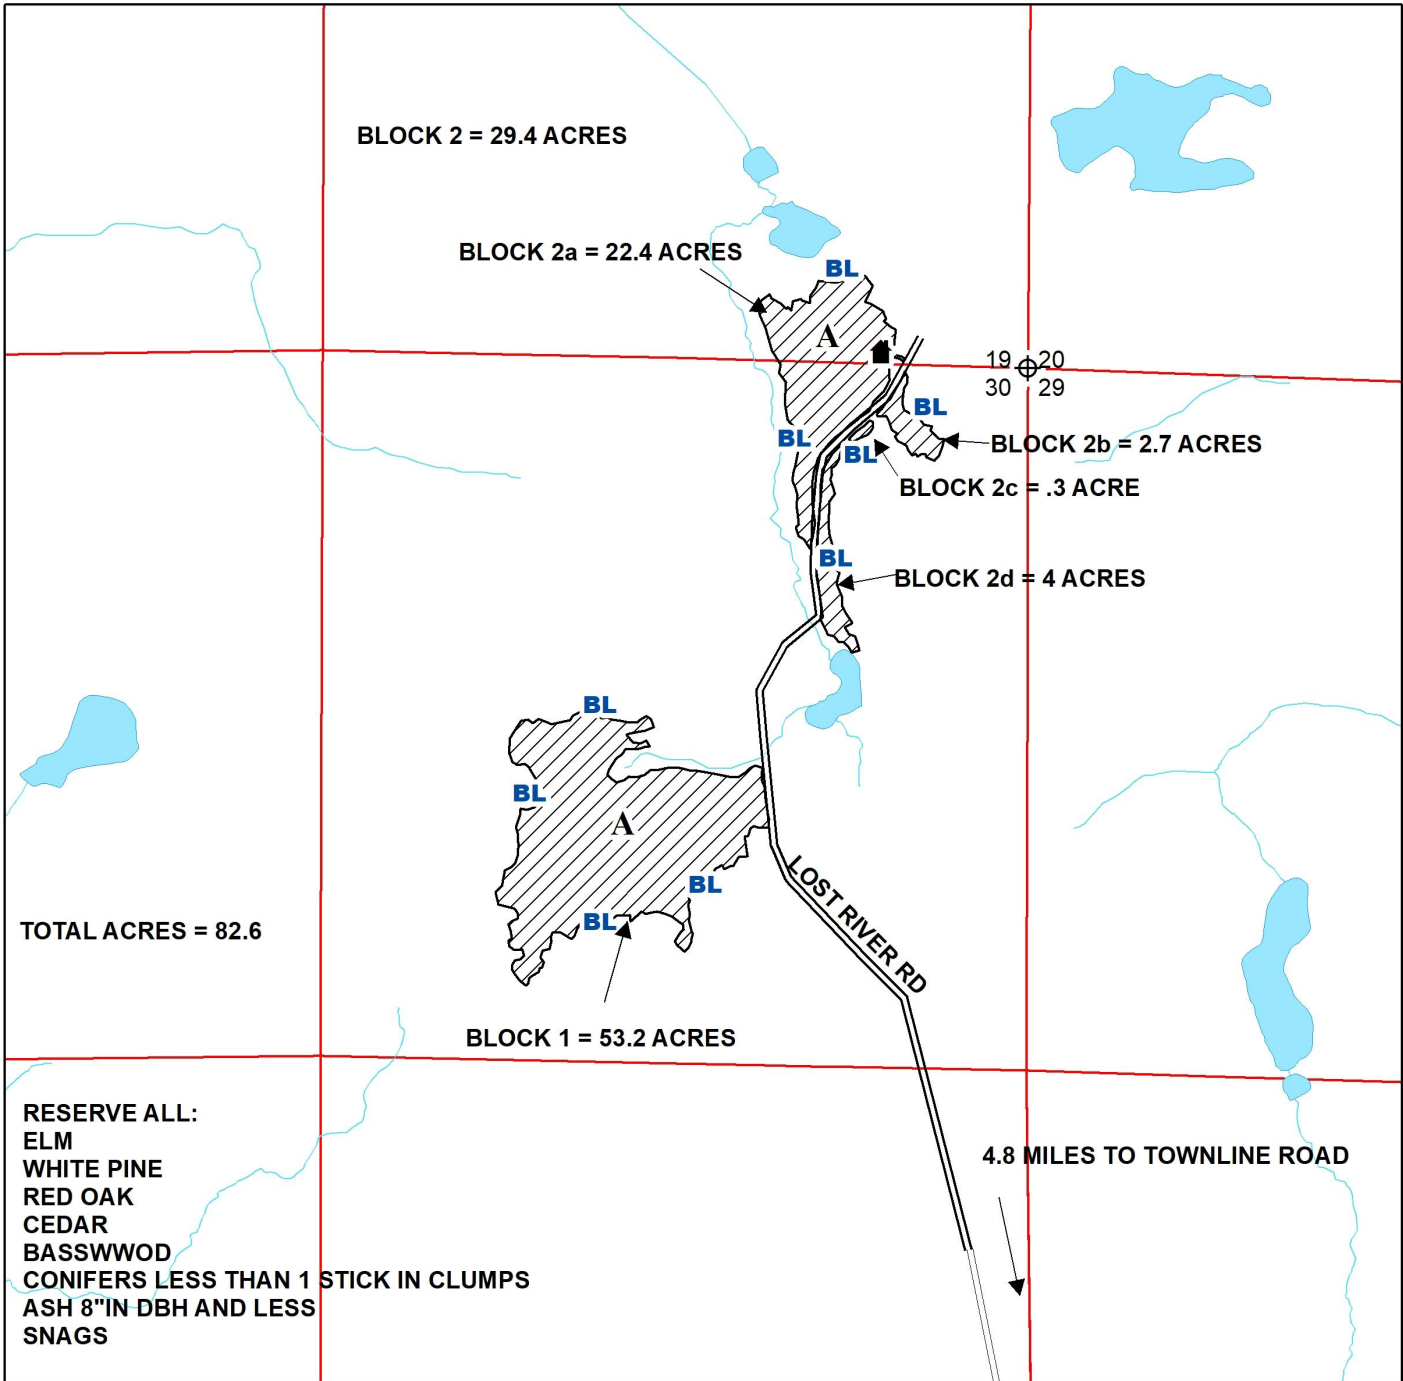 BLOCK 2 = 29.4 ACRES
BLOCK 2a = 22.4 ACRES
BL
A
19 20
30 29
BL
BL
BLOCK 2b = 2.7 ACRES
BL
BLOCK 2c = .3 ACRE
BL
BLOCK 2d = 4 ACRES
BL
BL
A
LOST RIVER RD
BL
BL
TOTAL ACRES = 82.6
BLOCK 1 = 53.2 ACRES
RESERVE ALL:
ELM
WHITE PINE
RED OAK
CEDAR
BASSWWOD
CONIFERS LESS THAN 1 STICK IN CLUMPS
ASH 8"IN DBH AND LESS
SNAGS
4.8 MILES TO TOWNLINE ROAD